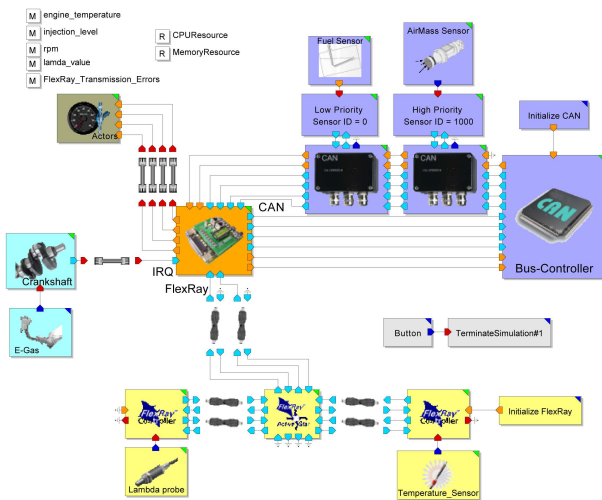 M engine_temperature
M injection_level
M rpm
M lamda_value
M FlexRay_Transmission_Errors
R CPUResource
R MemoryResource
Fuel Sensor
AirMass Sensor
Low Priority
Sensor ID = 0
High Priority
Sensor ID = 1000
Initialize CAN
Actors
CAN
CAN
CAN
CAN
Bus-Controller
Crankshaft
IRQ
FlexRay
E-Gas
Button
TerminateSimulation#1
FlexRay
Controller
FlexRay
Active Star
FlexRay
Controller
Initialize FlexRay
Lambda probe
Temperature_Sensor